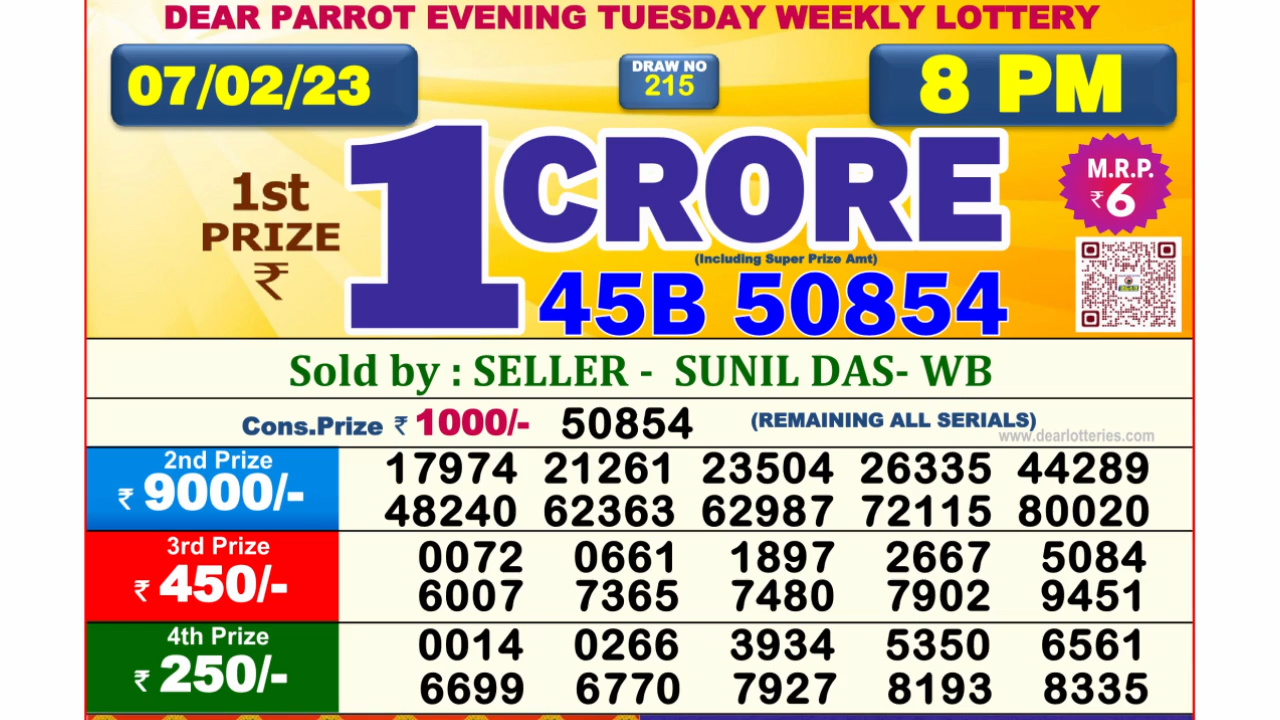 DEAR PARROT EVENING TUESDAY WEEKLY LOTTERY
07/02/23
DRAW NO
215
8 PM
1st
PRIZE
₹
1 CRORE
(Including Super Prize Amt)
45B 50854
M.R.P.
₹ 6
Sold by : SELLER - SUNIL DAS- WB
Cons.Prize ₹ 1000/- 50854 (REMAINING ALL SERIALS)
www.dearlotteries.com
2nd Prize
₹ 9000/-
17974 21261 23504 26335 44289
48240 62363 62987 72115 80020
3rd Prize
₹ 450/-
0072 0661 1897 2667 5084
6007 7365 7480 7902 9451
4th Prize
₹ 250/-
0014 0266 3934 5350 6561
6699 6770 7927 8193 8335